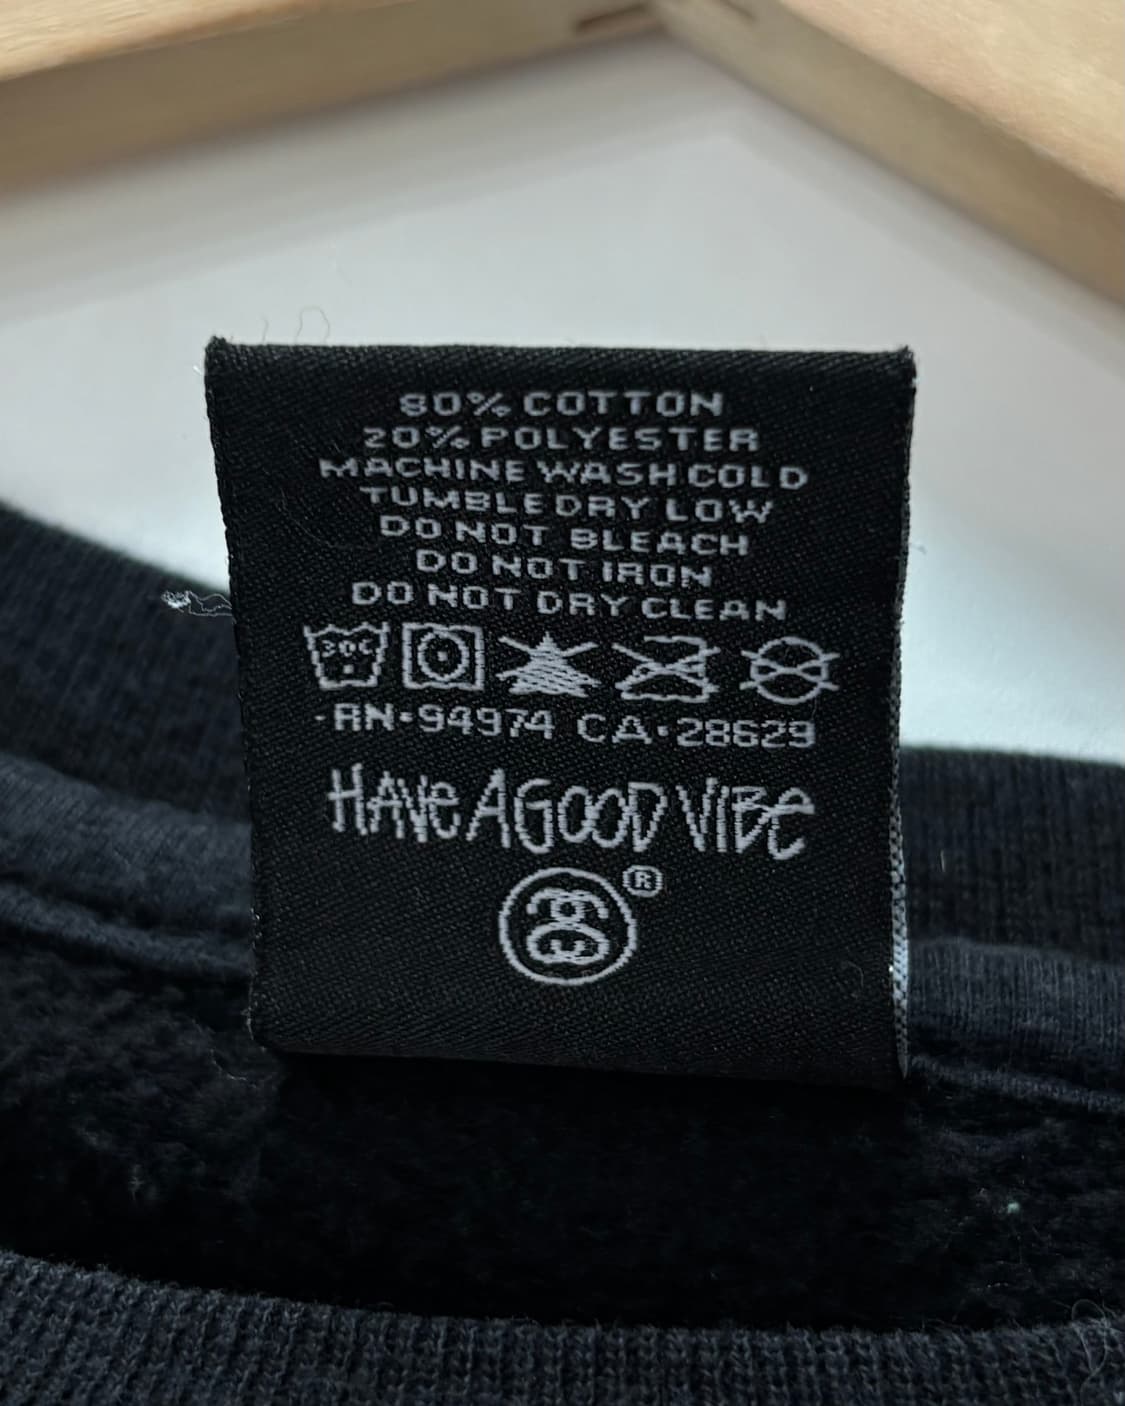 80% COTTON
20% POLYESTER
MACHINE WASH COLD
TUMBLE DRY LOW
DO NOT BLEACH
DO NOT IRON
DO NOT DRY CLEAN
30C
-RN·94974 CA·28629
HAVE A GOOD VIBE
®